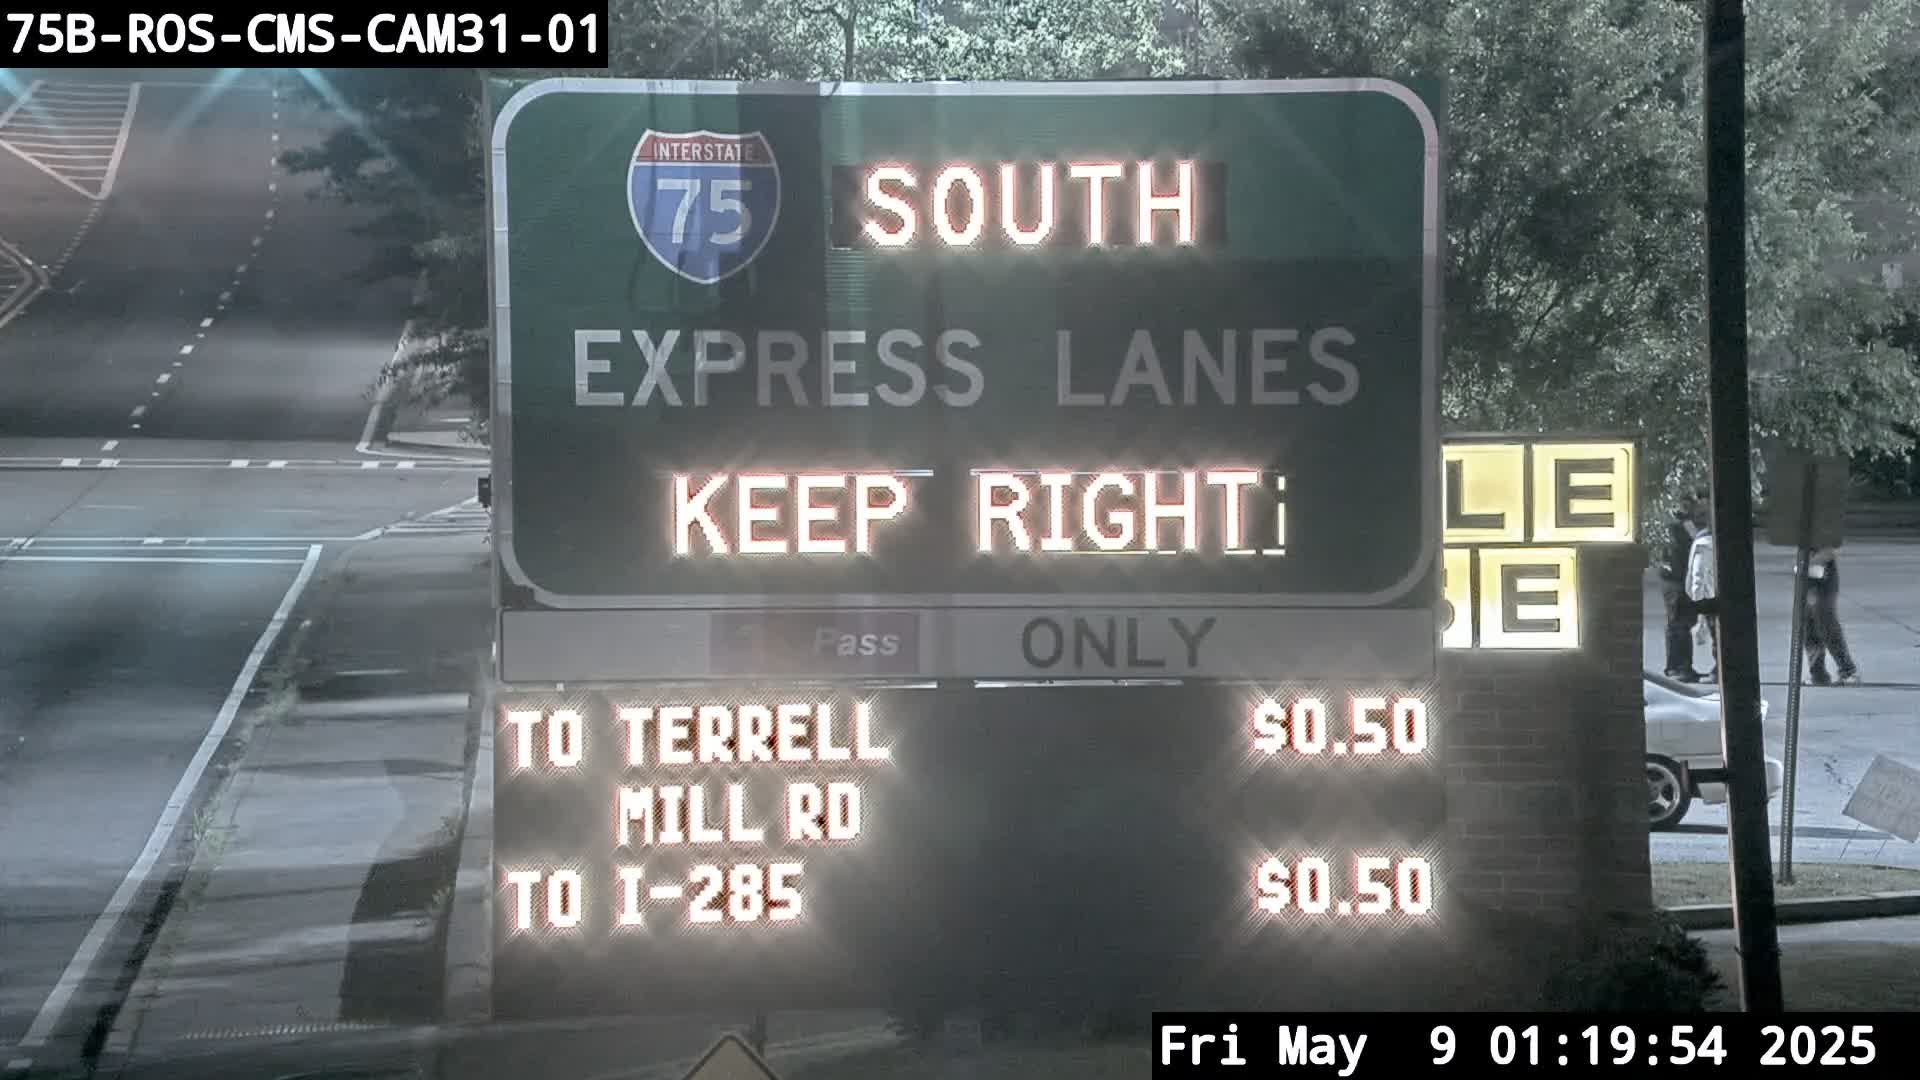 75B-ROS-CMS-CAM31-01
INTERSTATE
75
SOUTH
EXPRESS LANES
KEEP RIGHT
Pass ONLY
TO TERRELL $0.50
MILL RD
TO I-285 $0.50
LE
E
Fri May 9 01:19:54 2025